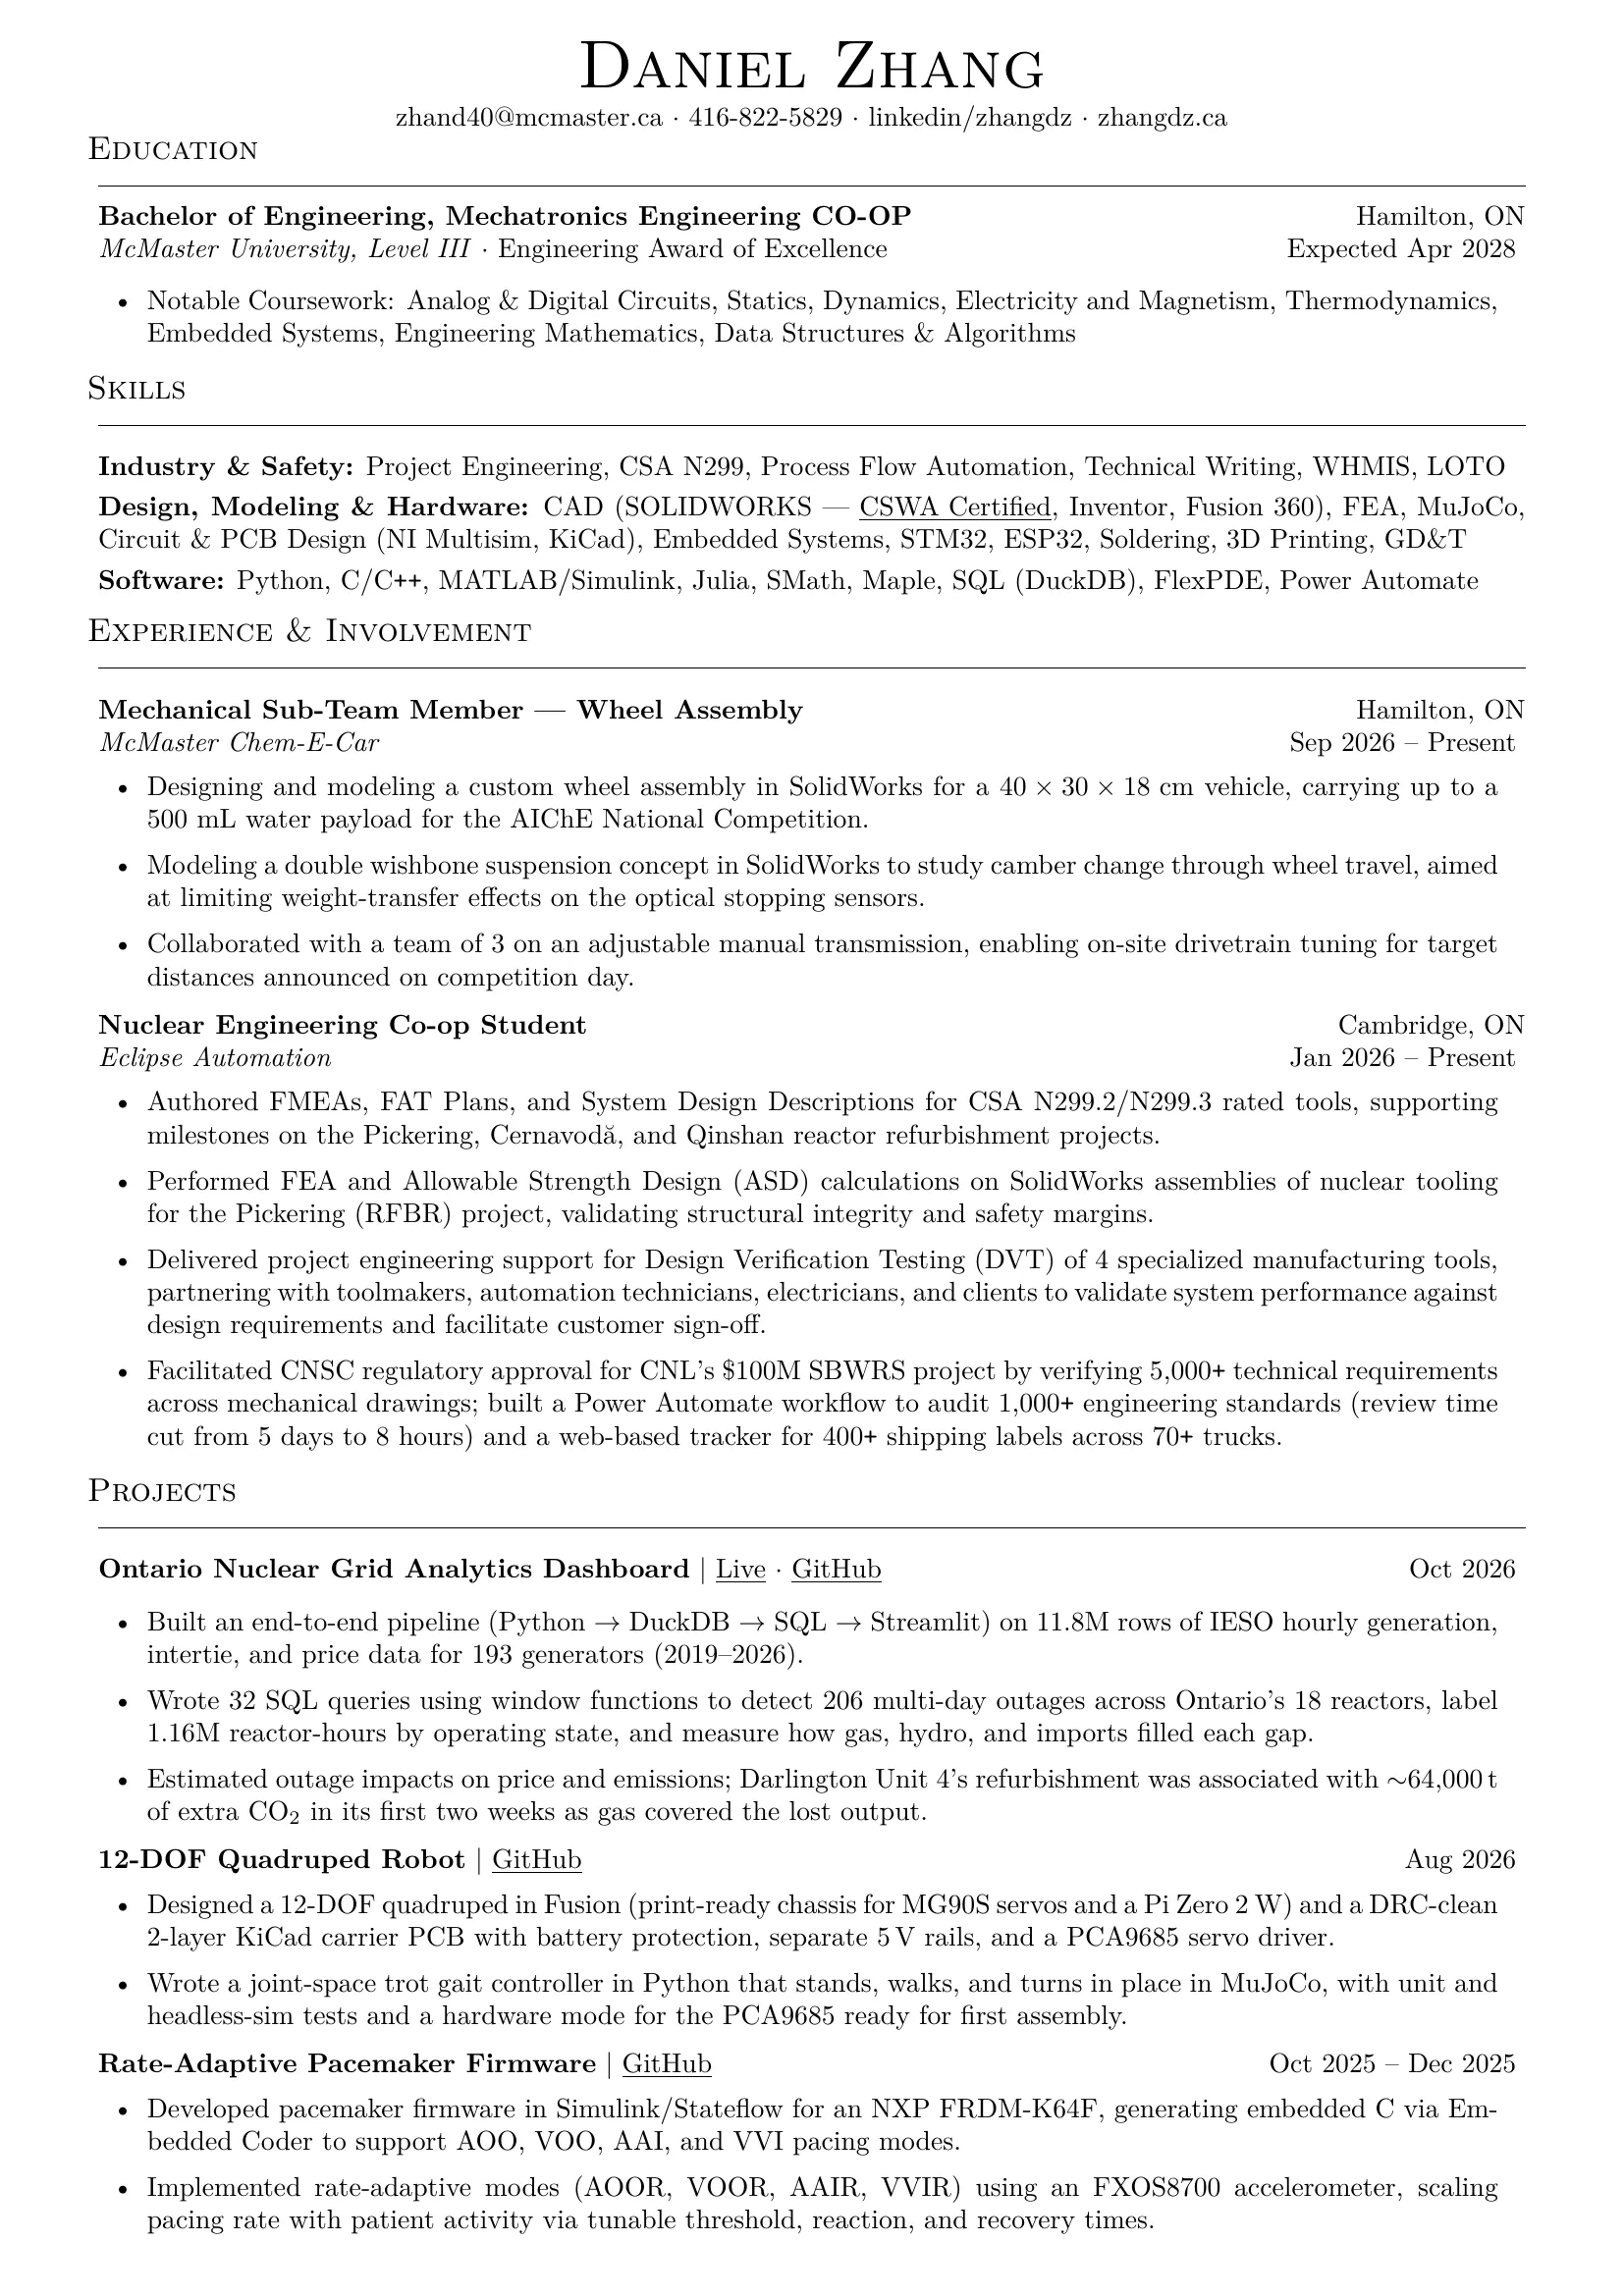 Daniel Zhang
zhand40@mcmaster.ca · 416-822-5829 · linkedin/zhangdz · zhangdz.ca
Education
Bachelor of Engineering, Mechatronics Engineering CO-OP Hamilton, ON
McMaster University, Level III · Engineering Award of Excellence Expected Apr 2028
• Notable Coursework: Analog & Digital Circuits, Statics, Dynamics, Electricity and Magnetism, Thermodynamics,
Embedded Systems, Engineering Mathematics, Data Structures & Algorithms
Skills
Industry & Safety: Project Engineering, CSA N299, Process Flow Automation, Technical Writing, WHMIS, LOTO
Design, Modeling & Hardware: CAD (SOLIDWORKS — CSWA Certified, Inventor, Fusion 360), FEA, MuJoCo,
Circuit & PCB Design (NI Multisim, KiCad), Embedded Systems, STM32, ESP32, Soldering, 3D Printing, GD&T
Software: Python, C/C++, MATLAB/Simulink, Julia, SMath, Maple, SQL (DuckDB), FlexPDE, Power Automate
Experience & Involvement
Mechanical Sub-Team Member — Wheel Assembly Hamilton, ON
McMaster Chem-E-Car Sep 2026 – Present
• Designing and modeling a custom wheel assembly in SolidWorks for a 40 × 30 × 18 cm vehicle, carrying up to a
500 mL water payload for the AIChE National Competition.
• Modeling a double wishbone suspension concept in SolidWorks to study camber change through wheel travel, aimed
at limiting weight-transfer effects on the optical stopping sensors.
• Collaborated with a team of 3 on an adjustable manual transmission, enabling on-site drivetrain tuning for target
distances announced on competition day.
Nuclear Engineering Co-op Student Cambridge, ON
Eclipse Automation Jan 2026 – Present
• Authored FMEAs, FAT Plans, and System Design Descriptions for CSA N299.2/N299.3 rated tools, supporting
milestones on the Pickering, Cernavodă, and Qinshan reactor refurbishment projects.
• Performed FEA and Allowable Strength Design (ASD) calculations on SolidWorks assemblies of nuclear tooling
for the Pickering (RFBR) project, validating structural integrity and safety margins.
• Delivered project engineering support for Design Verification Testing (DVT) of 4 specialized manufacturing tools,
partnering with toolmakers, automation technicians, electricians, and clients to validate system performance against
design requirements and facilitate customer sign-off.
• Facilitated CNSC regulatory approval for CNL's $100M SBWRS project by verifying 5,000+ technical requirements
across mechanical drawings; built a Power Automate workflow to audit 1,000+ engineering standards (review time
cut from 5 days to 8 hours) and a web-based tracker for 400+ shipping labels across 70+ trucks.
Projects
Ontario Nuclear Grid Analytics Dashboard | Live · GitHub Oct 2026
• Built an end-to-end pipeline (Python → DuckDB → SQL → Streamlit) on 11.8M rows of IESO hourly generation,
intertie, and price data for 193 generators (2019–2026).
• Wrote 32 SQL queries using window functions to detect 206 multi-day outages across Ontario's 18 reactors, label
1.16M reactor-hours by operating state, and measure how gas, hydro, and imports filled each gap.
• Estimated outage impacts on price and emissions; Darlington Unit 4's refurbishment was associated with ~64,000 t
of extra CO₂ in its first two weeks as gas covered the lost output.
12-DOF Quadruped Robot | GitHub Aug 2026
• Designed a 12-DOF quadruped in Fusion (print-ready chassis for MG90S servos and a Pi Zero 2 W) and a DRC-clean
2-layer KiCad carrier PCB with battery protection, separate 5 V rails, and a PCA9685 servo driver.
• Wrote a joint-space trot gait controller in Python that stands, walks, and turns in place in MuJoCo, with unit and
headless-sim tests and a hardware mode for the PCA9685 ready for first assembly.
Rate-Adaptive Pacemaker Firmware | GitHub Oct 2025 – Dec 2025
• Developed pacemaker firmware in Simulink/Stateflow for an NXP FRDM-K64F, generating embedded C via Em-
bedded Coder to support AOO, VOO, AAI, and VVI pacing modes.
• Implemented rate-adaptive modes (AOOR, VOOR, AAIR, VVIR) using an FXOS8700 accelerometer, scaling
pacing rate with patient activity via tunable threshold, reaction, and recovery times.